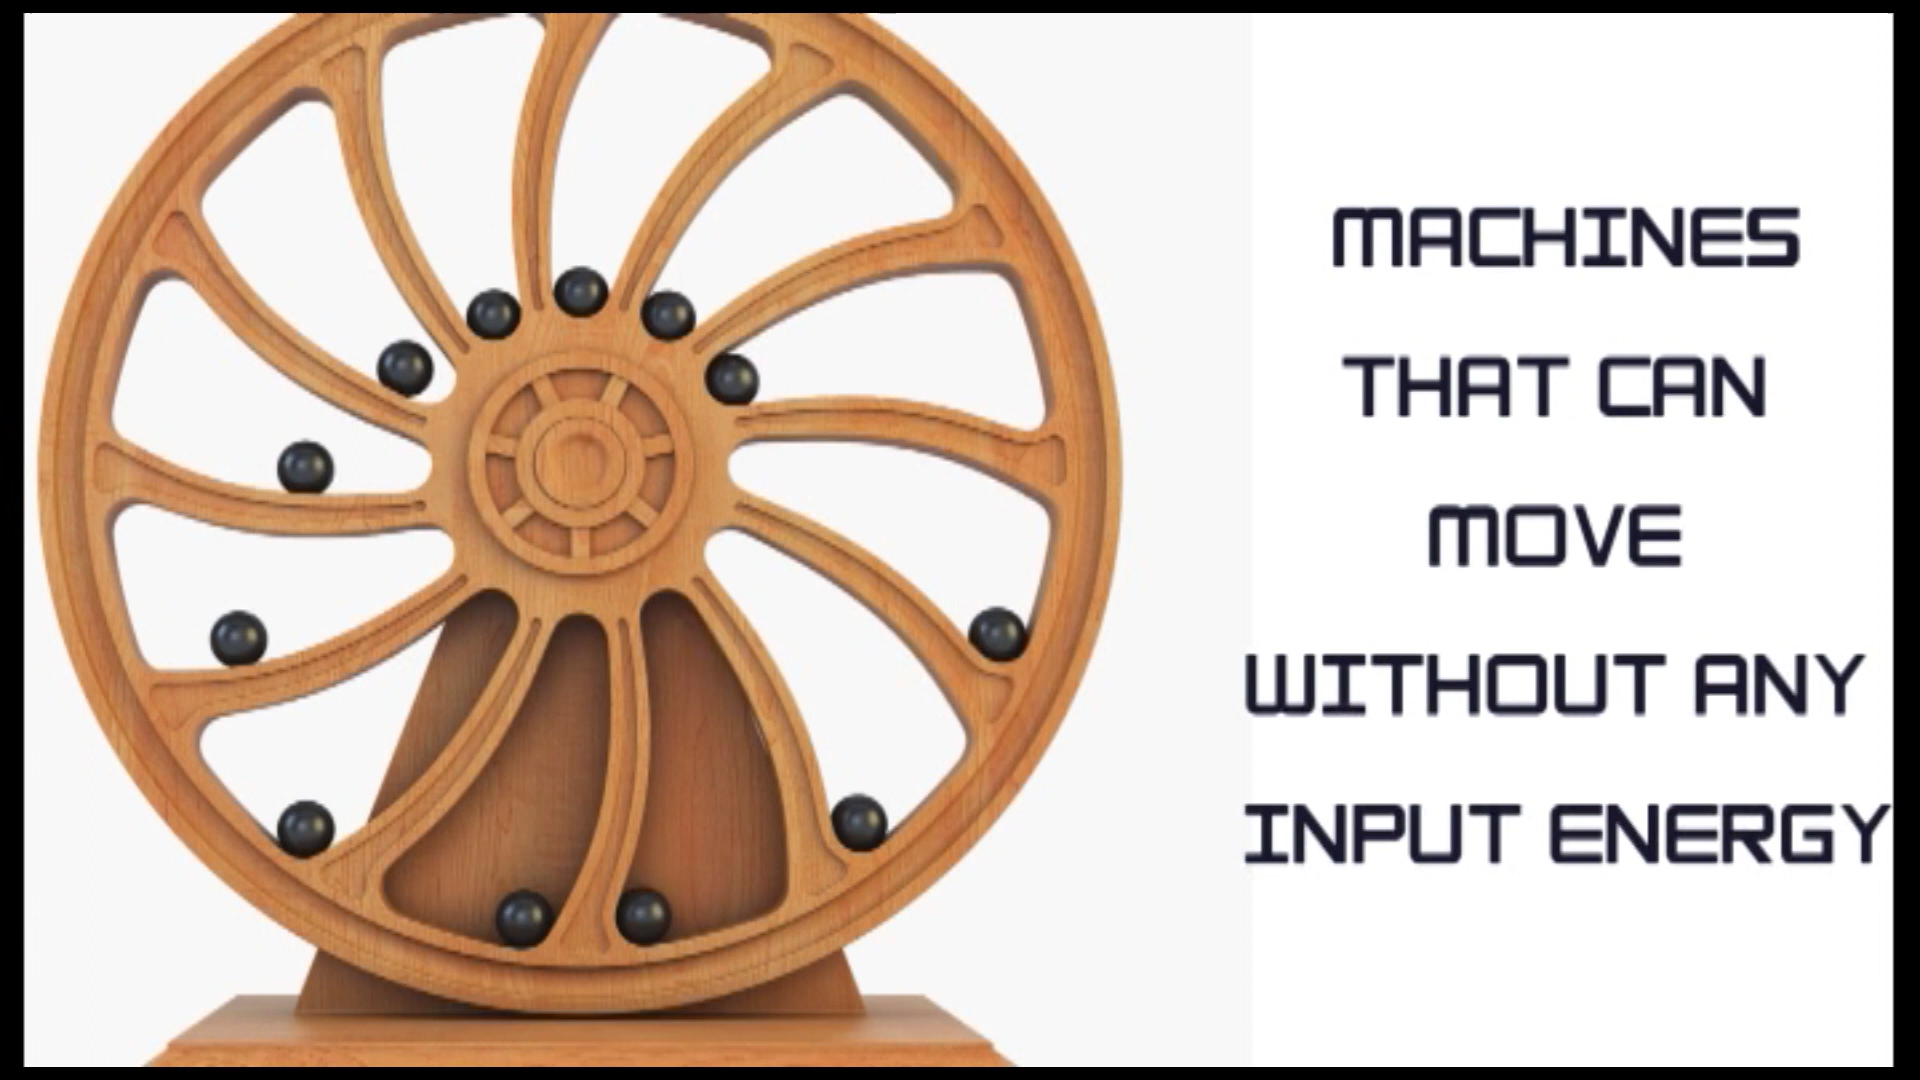 MACHINES
THAT CAN
MOVE
WITHOUT ANY
INPUT ENERGY